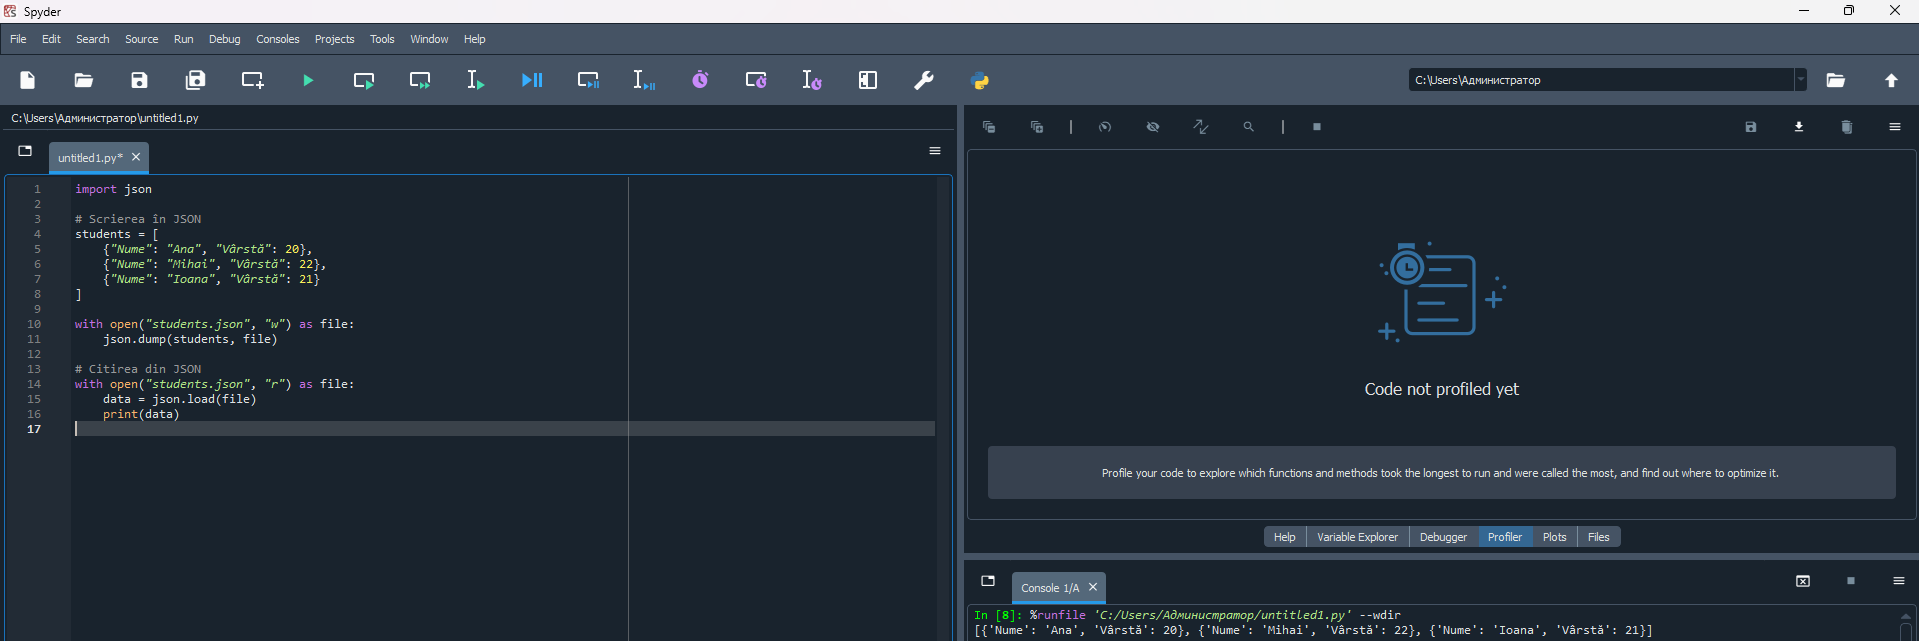 Spyder
File Edit Search Source Run Debug Consoles Projects Tools Window Help
C:\Users\Администратор
C:\Users\Администратор\untitled1.py
untitled1.py*
1 import json
2
3 # Scrierea în JSON
4 students = [
5 {"Nume": "Ana", "Vârstă": 20},
6 {"Nume": "Mihai", "Vârstă": 22},
7 {"Nume": "Ioana", "Vârstă": 21}
8 ]
9
10 with open("students.json", "w") as file:
11 json.dump(students, file)
12
13 # Citirea din JSON
14 with open("students.json", "r") as file:
15 data = json.load(file)
16 print(data)
17
Code not profiled yet
Profile your code to explore which functions and methods took the longest to run and were called the most, and find out where to optimize it.
Help Variable Explorer Debugger Profiler Plots Files
Console 1/A
In [8]: %runfile 'C:/Users/Администратор/untitled1.py' --wdir
[{'Nume': 'Ana', 'Vârstă': 20}, {'Nume': 'Mihai', 'Vârstă': 22}, {'Nume': 'Ioana', 'Vârstă': 21}]